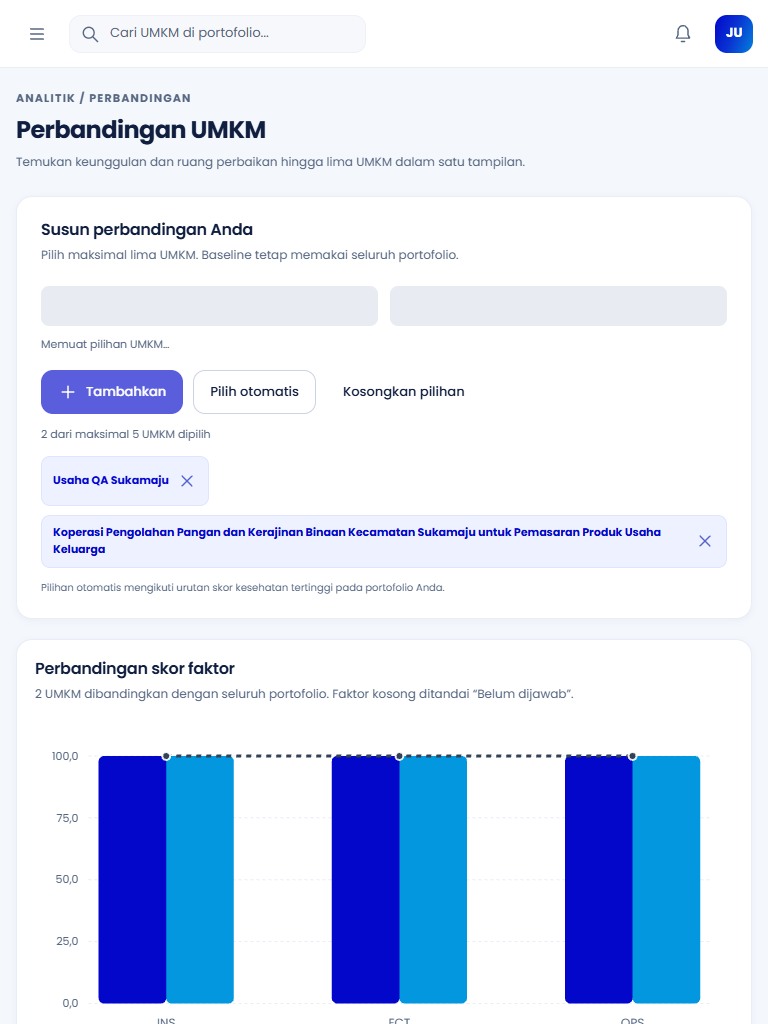 Cari UMKM di portofolio...
JU
ANALITIK / PERBANDINGAN
Perbandingan UMKM
Temukan keunggulan dan ruang perbaikan hingga lima UMKM dalam satu tampilan.
Susun perbandingan Anda
Pilih maksimal lima UMKM. Baseline tetap memakai seluruh portofolio.
Memuat pilihan UMKM...
Tambahkan
Pilih otomatis
Kosongkan pilihan
2 dari maksimal 5 UMKM dipilih
Usaha QA Sukamaju
Koperasi Pengolahan Pangan dan Kerajinan Binaan Kecamatan Sukamaju untuk Pemasaran Produk Usaha
Keluarga
Pilihan otomatis mengikuti urutan skor kesehatan tertinggi pada portofolio Anda.
Perbandingan skor faktor
2 UMKM dibandingkan dengan seluruh portofolio. Faktor kosong ditandai “Belum dijawab”.
100,0
75,0
50,0
25,0
0,0
INS
FCT
OPS